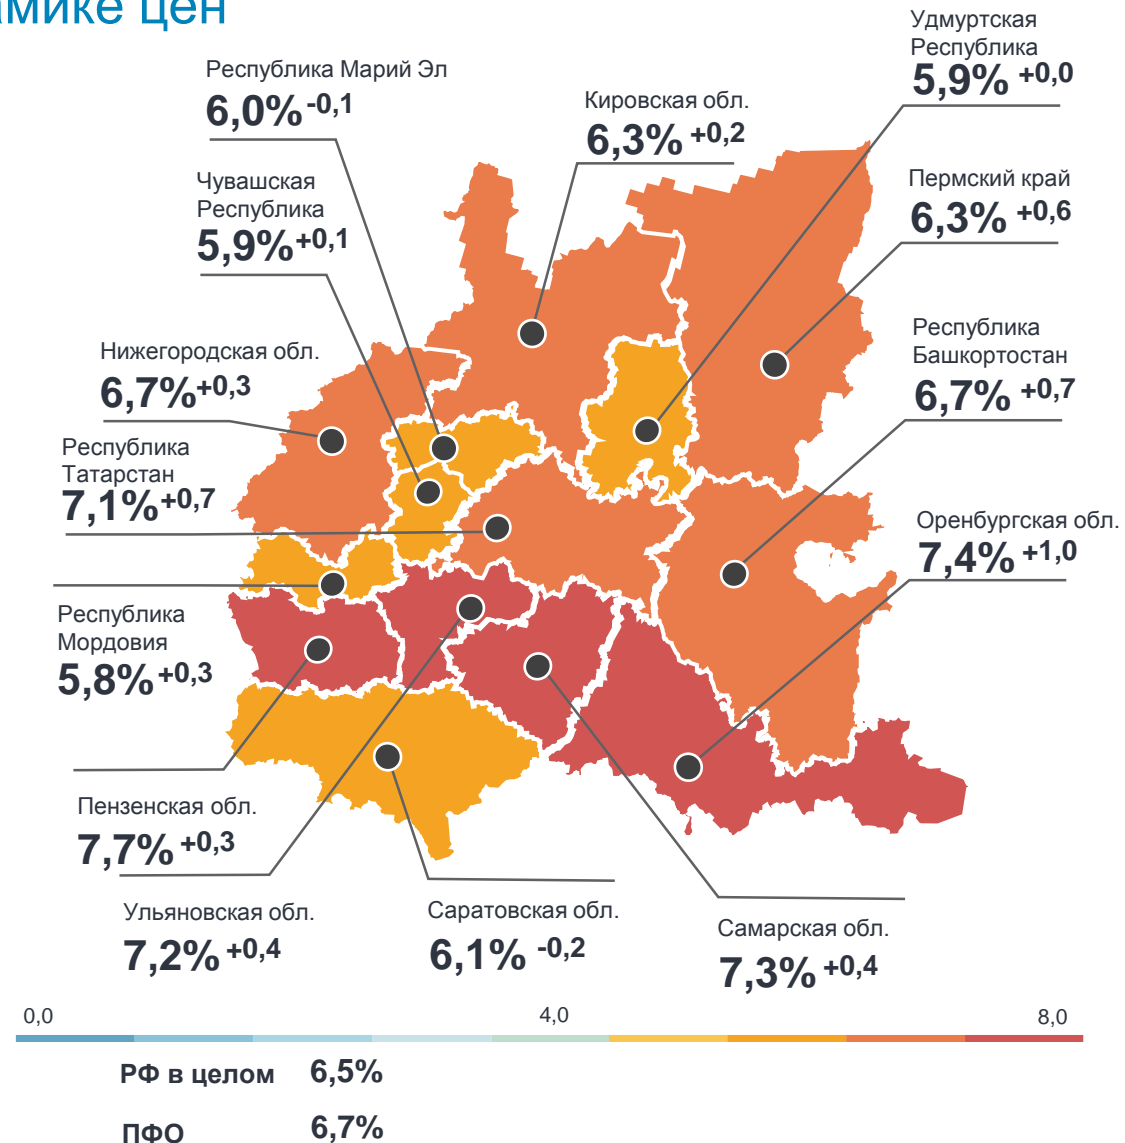 амике цен
Удмуртская
Республика
5,9% +0,0
Республика Марий Эл
6,0% -0,1
Кировская обл.
6,3% +0,2
Чувашская
Республика
5,9% +0,1
Пермский край
6,3% +0,6
Республика
Башкортостан
6,7% +0,7
Нижегородская обл.
6,7% +0,3
Республика
Татарстан
7,1% +0,7
Оренбургская обл.
7,4% +1,0
Республика
Мордовия
5,8% +0,3
Пензенская обл.
7,7% +0,3
Ульяновская обл.
7,2% +0,4
Саратовская обл.
6,1% -0,2
Самарская обл.
7,3% +0,4
0,0 4,0 8,0
РФ в целом 6,5%
ПФО 6,7%